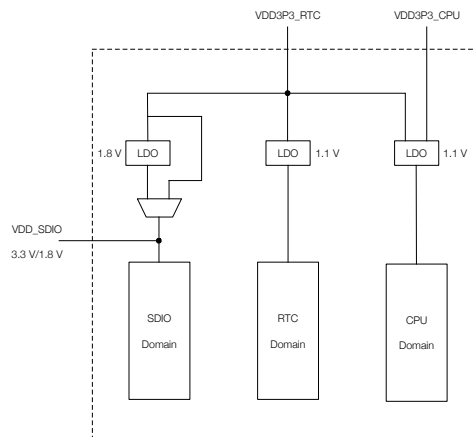 VDD3P3_RTC
VDD3P3_CPU
1.8 V
LDO
LDO
1.1 V
LDO
1.1 V
VDD_SDIO
3.3 V/1.8 V
SDIO
Domain
RTC
Domain
CPU
Domain